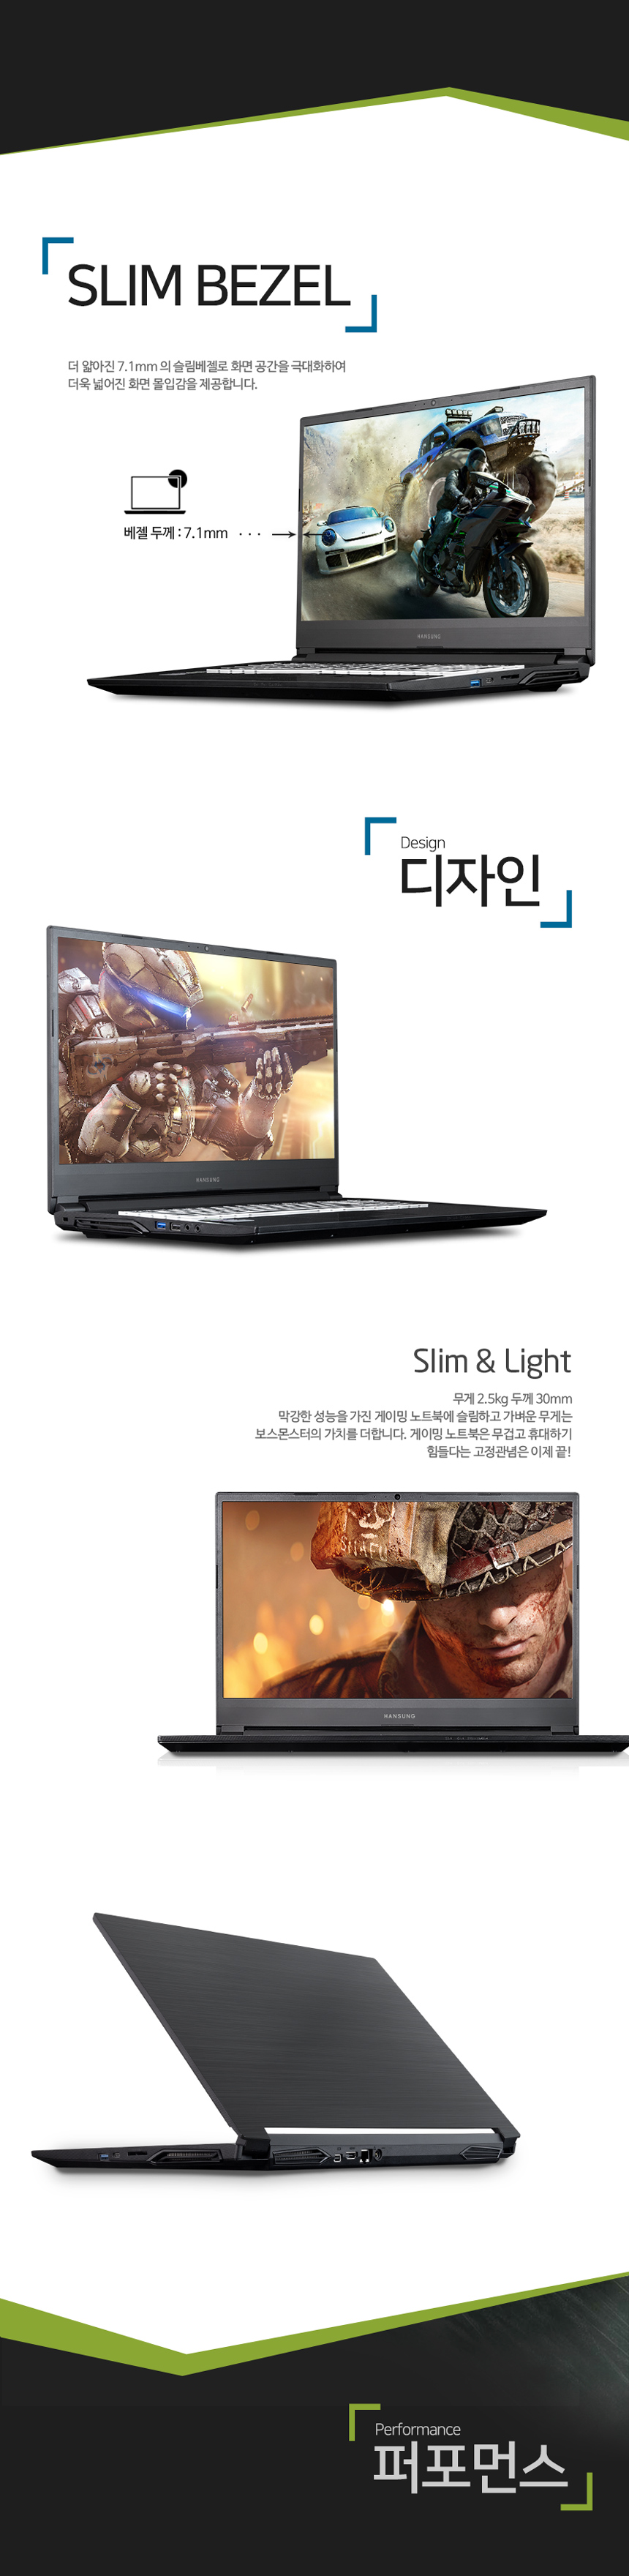 SLIM BEZEL
더 얇아진 7.1mm 의 슬림베젤로 화면 공간을 극대화하여
더욱 넓어진 화면 몰입감을 제공합니다.
베젤 두께 : 7.1mm
HANSUNG
Design
디자인
HANSUNG
Slim & Light
무게 2.5kg 두께 30mm
막강한 성능을 가진 게이밍 노트북에 슬림하고 가벼운 무게는
보스몬스터의 가치를 더합니다. 게이밍 노트북은 무겁고 휴대하기
힘들다는 고정관념은 이제 끝!
HANSUNG
Performance
퍼포먼스